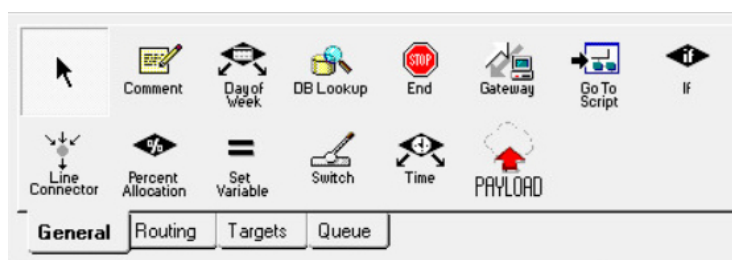 Comment
Day of
Week
DB Lookup
STOP
End
Gateway
Go To
Script
if
If
Line
Connector
%
Percent
Allocation
=
Set
Variable
Switch
Time
PAYLOAD
General
Routing
Targets
Queue